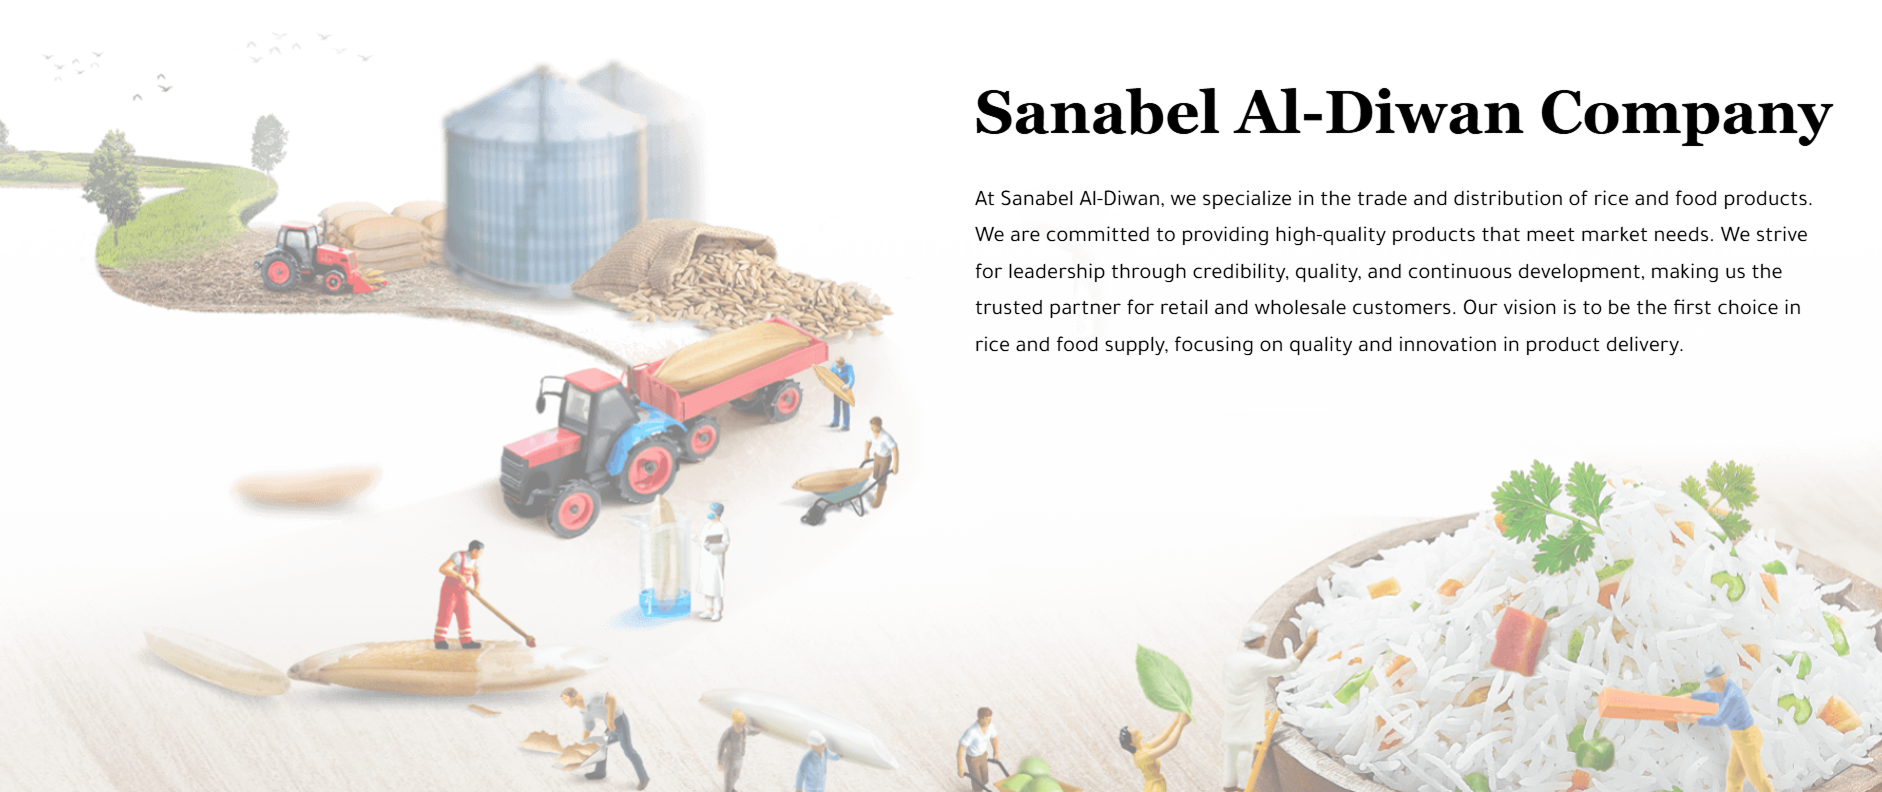 Sanabel Al-Diwan Company
At Sanabel Al-Diwan, we specialize in the trade and distribution of rice and food products.
We are committed to providing high-quality products that meet market needs. We strive
for leadership through credibility, quality, and continuous development, making us the
trusted partner for retail and wholesale customers. Our vision is to be the first choice in
rice and food supply, focusing on quality and innovation in product delivery.